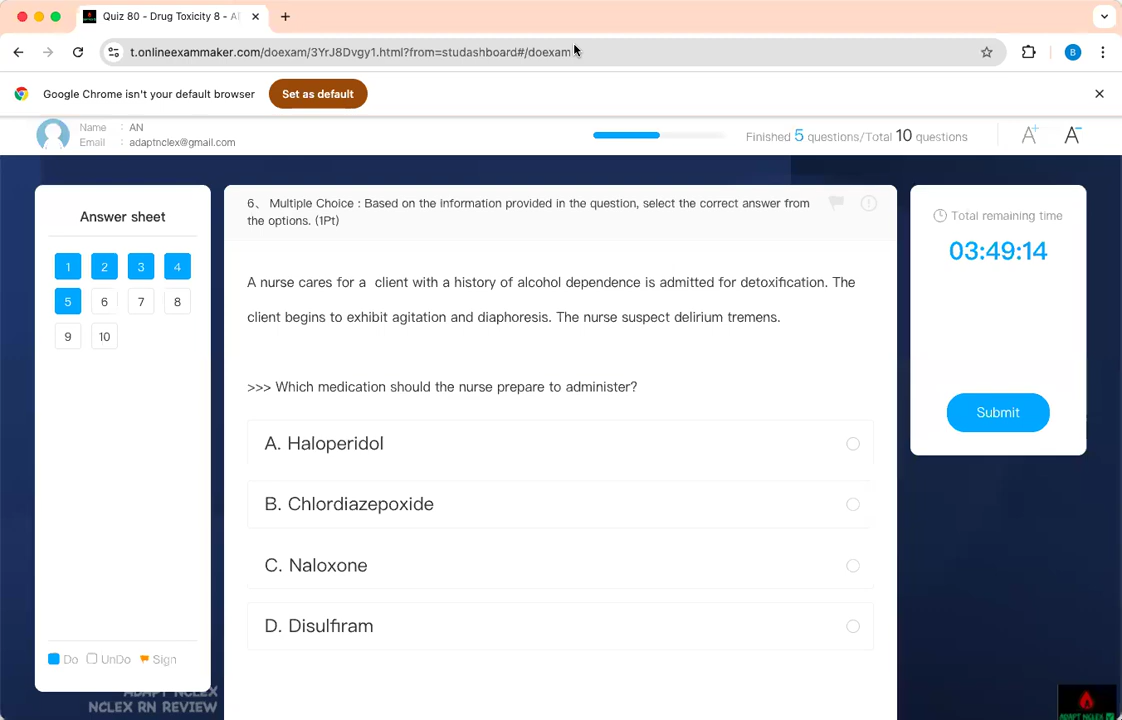 Quiz 80 - Drug Toxicity 8 - A
t.onlineexammaker.com/doexam/3YrJ8Dvgy1.html?from=studashboard#/doexam
B
Google Chrome isn't your default browser
Set as default
Name : AN
Email : adaptnclex@gmail.com
Finished 5 questions/Total 10 questions
A+ A-
Answer sheet
1 2 3 4
5 6 7 8
9 10
Do UnDo Sign
ADAPT NCLEX
NCLEX RN REVIEW
6、 Multiple Choice : Based on the information provided in the question, select the correct answer from
the options. (1Pt)
A nurse cares for a client with a history of alcohol dependence is admitted for detoxification. The
client begins to exhibit agitation and diaphoresis. The nurse suspect delirium tremens.
>>> Which medication should the nurse prepare to administer?
A. Haloperidol
B. Chlordiazepoxide
C. Naloxone
D. Disulfiram
Total remaining time
03:49:14
Submit
ADAPT NCLEX